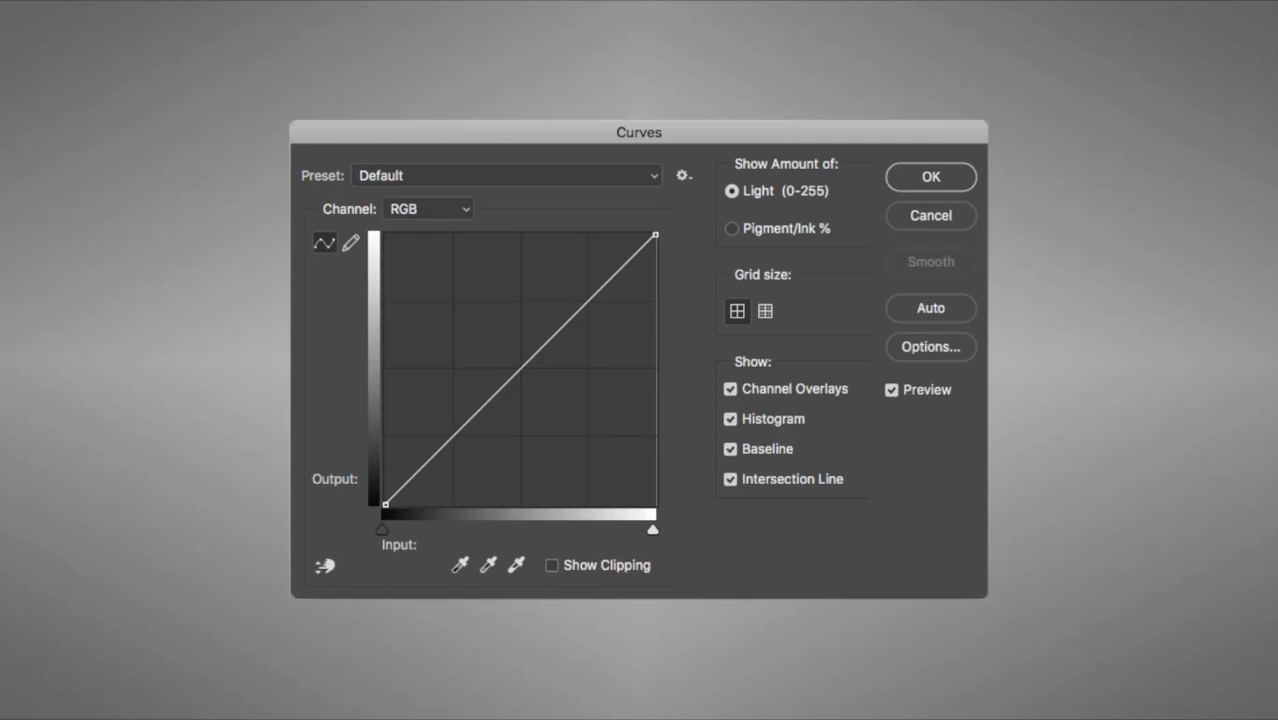 Curves
Preset: Default
Channel: RGB
Output:
Input:
Show Clipping
Show Amount of:
Light (0-255)
Pigment/Ink %
Grid size:
Show:
Channel Overlays
Histogram
Baseline
Intersection Line
OK
Cancel
Smooth
Auto
Options...
Preview